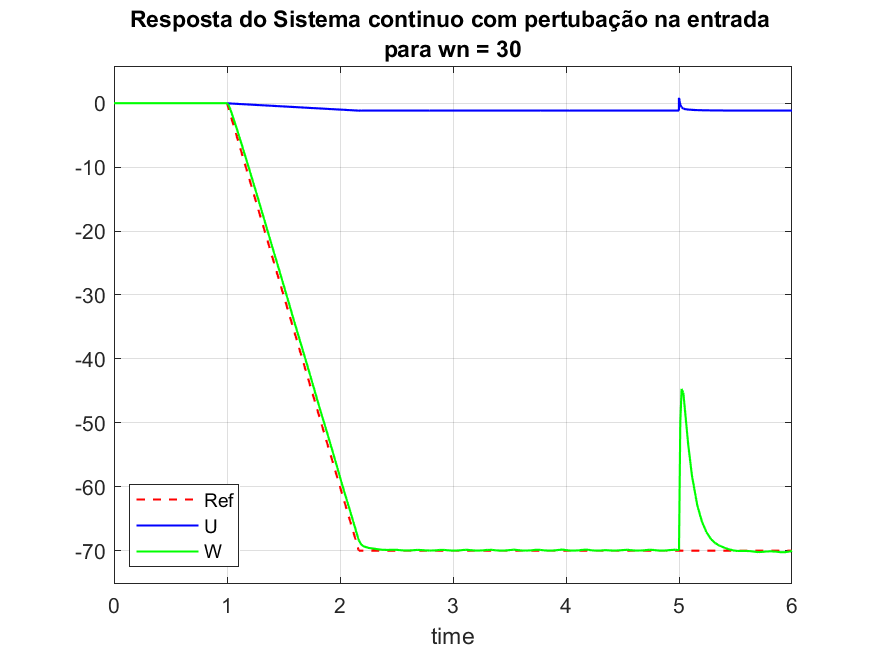 Resposta do Sistema continuo com pertubação na entrada
para wn = 30
0
-10
-20
-30
-40
-50
-60
-70
Ref
U
W
0 1 2 3 4 5 6
time